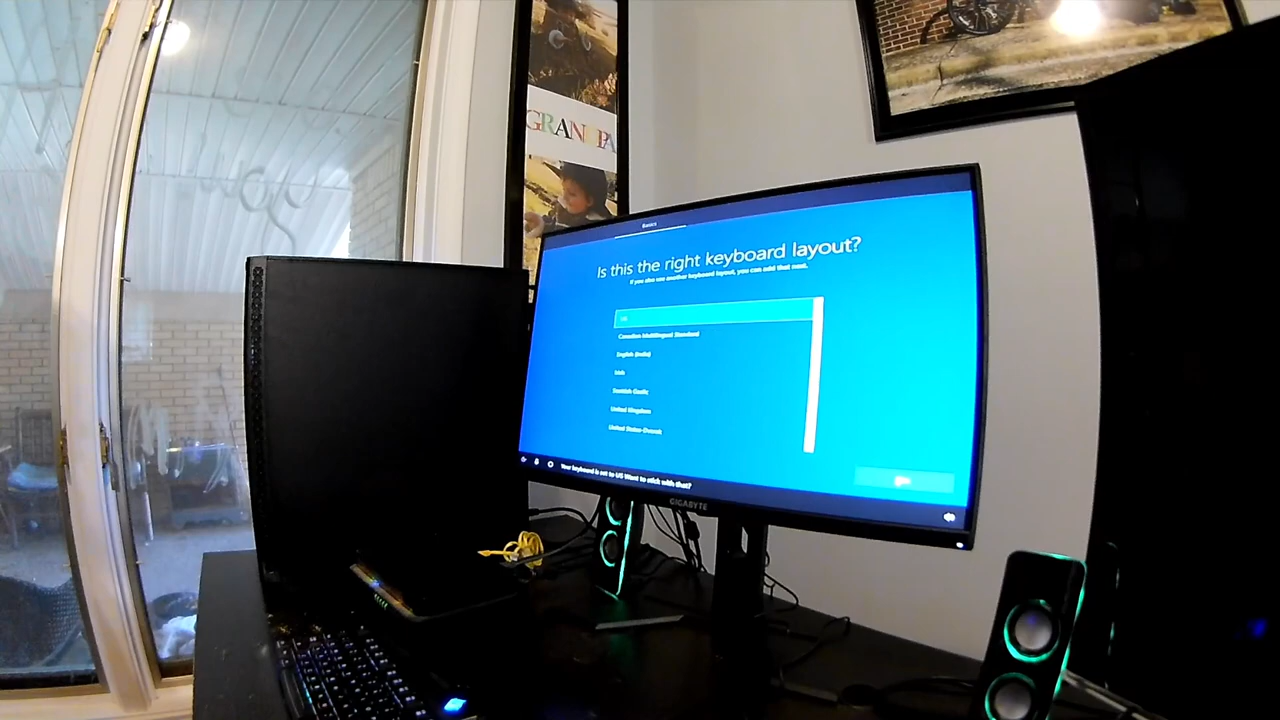 GRANDPA
Basics
Is this the right keyboard layout?
If you also use another keyboard layout, you can add that next.
US
Canadian Multilingual Standard
English (India)
Irish
Scottish Gaelic
United Kingdom
United States-Dvorak
Your keyboard is set to US Want to stick with that?
GIGABYTE